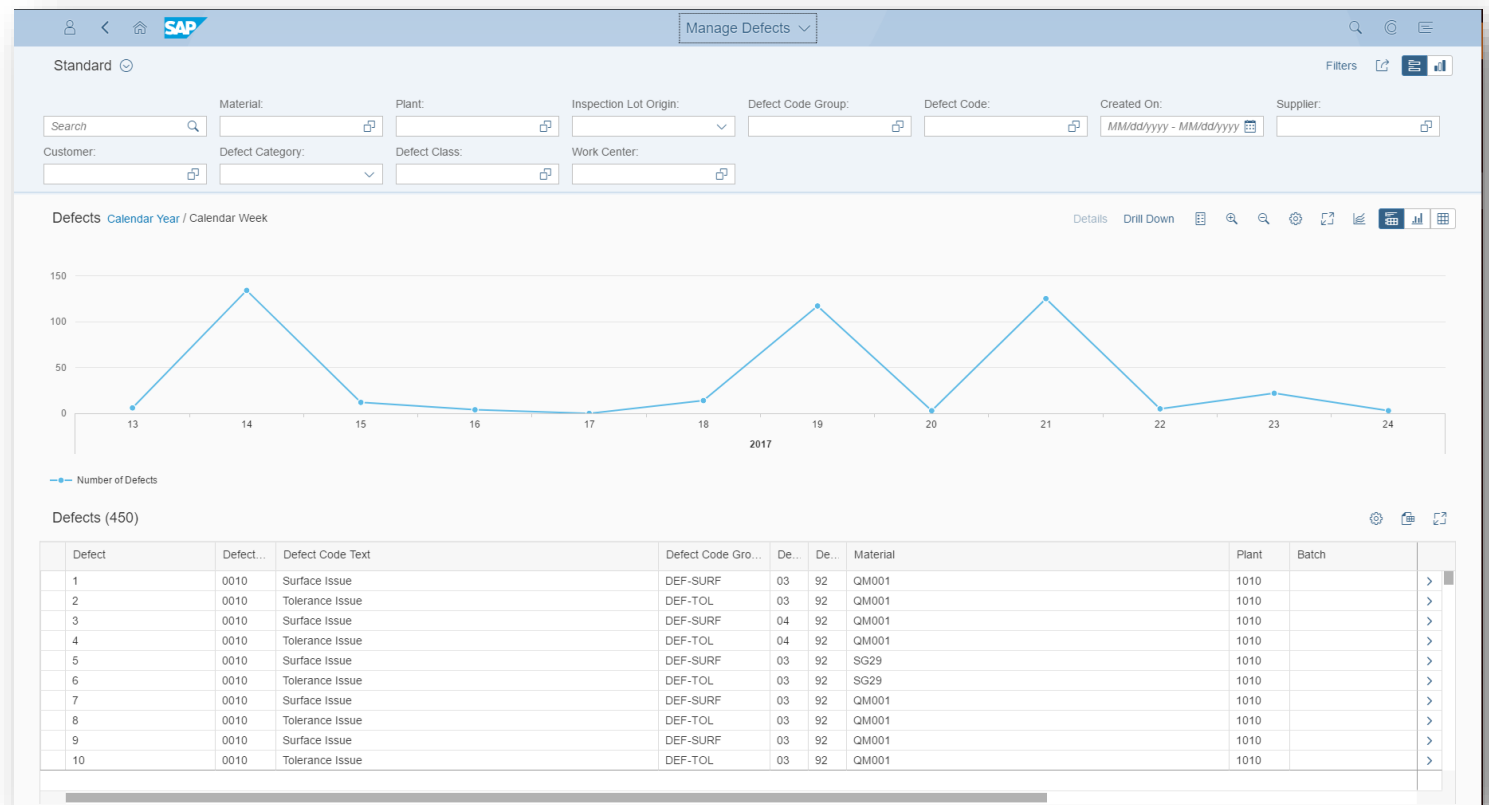 SAP
Manage Defects
Standard
Filters
Material: Plant: Inspection Lot Origin: Defect Code Group: Defect Code: Created On: Supplier:
Search MM/dd/yyyy - MM/dd/yyyy
Customer: Defect Category: Defect Class: Work Center:
Defects Calendar Year / Calendar Week
Details Drill Down
150
100
50
0
13 14 15 16 17 18 19 20 21 22 23 24
2017
Number of Defects
Defects (450)
Defect Defect... Defect Code Text Defect Code Gro... De... De... Material Plant Batch
1 0010 Surface Issue DEF-SURF 03 92 QM001 1010
2 0010 Tolerance Issue DEF-TOL 03 92 QM001 1010
3 0010 Surface Issue DEF-SURF 04 92 QM001 1010
4 0010 Tolerance Issue DEF-TOL 04 92 QM001 1010
5 0010 Surface Issue DEF-SURF 03 92 SG29 1010
6 0010 Tolerance Issue DEF-TOL 03 92 SG29 1010
7 0010 Surface Issue DEF-SURF 03 92 QM001 1010
8 0010 Tolerance Issue DEF-TOL 03 92 QM001 1010
9 0010 Surface Issue DEF-SURF 03 92 QM001 1010
10 0010 Tolerance Issue DEF-TOL 03 92 QM001 1010